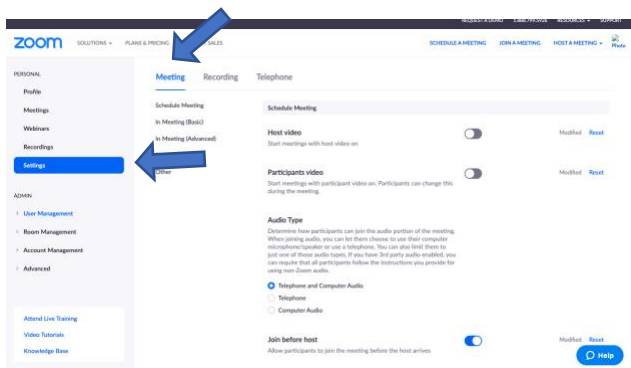 REQUEST A DEMO 1.888.799.5926 RESOURCES SUPPORT
zoom SOLUTIONS PLANS & PRICING SALES SCHEDULE A MEETING JOIN A MEETING HOST A MEETING Photo
PERSONAL
Profile
Meetings
Webinars
Recordings
Settings
ADMIN
User Management
Room Management
Account Management
Advanced
Attend Live Training
Video Tutorials
Knowledge Base
Meeting Recording Telephone
Schedule Meeting
In Meeting (Basic)
In Meeting (Advanced)
Other
Schedule Meeting
Host video Modified Reset
Start meetings with host video on
Participants video Modified Reset
Start meetings with participant video on. Participants can change this
during the meeting.
Audio Type
Determine how participants can join the audio portion of the meeting.
When joining audio, you can let them choose to use their computer
microphone/speaker or use a telephone. You can also limit them to
just one of those audio types. If you have 3rd party audio enabled, you
can require that all participants follow the instructions you provide for
using non-Zoom audio.
Telephone and Computer Audio
Telephone
Computer Audio
Join before host Modified Reset
Allow participants to join the meeting before the host arrives
Help